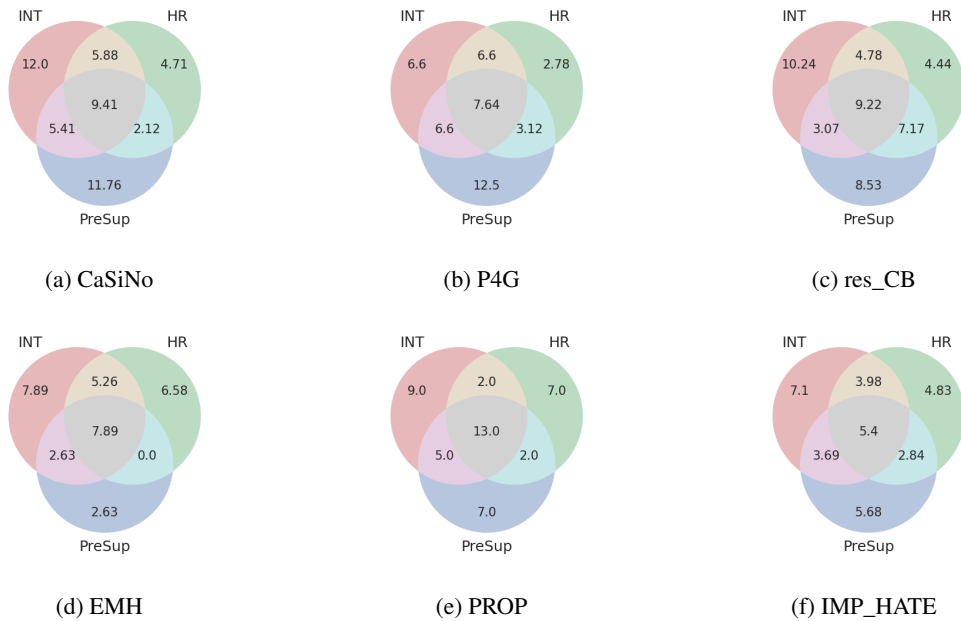 INT HR INT HR INT HR
5.88 6.6 4.78
12.0 4.71 6.6 2.78 10.24 4.44
9.41 7.64 9.22
5.41 2.12 6.6 3.12 3.07 7.17
11.76 12.5 8.53
PreSup PreSup PreSup
(a) CaSiNo (b) P4G (c) res_CB
INT HR INT HR INT HR
5.26 2.0 3.98
7.89 6.58 9.0 7.0 7.1 4.83
7.89 13.0 5.4
2.63 0.0 5.0 2.0 3.69 2.84
2.63 7.0 5.68
PreSup PreSup PreSup
(d) EMH (e) PROP (f) IMP_HATE